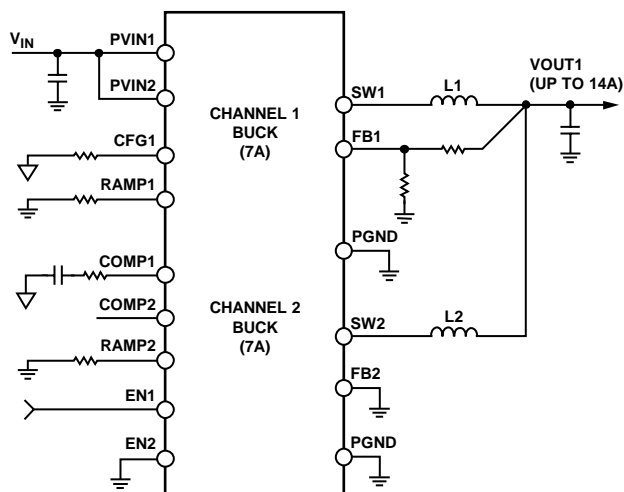 VIN
PVIN1
PVIN2
CFG1
RAMP1
COMP1
COMP2
RAMP2
EN1
EN2
CHANNEL 1
BUCK
(7A)
CHANNEL 2
BUCK
(7A)
SW1
L1
VOUT1
(UP TO 14A)
FB1
PGND
SW2
L2
FB2
PGND